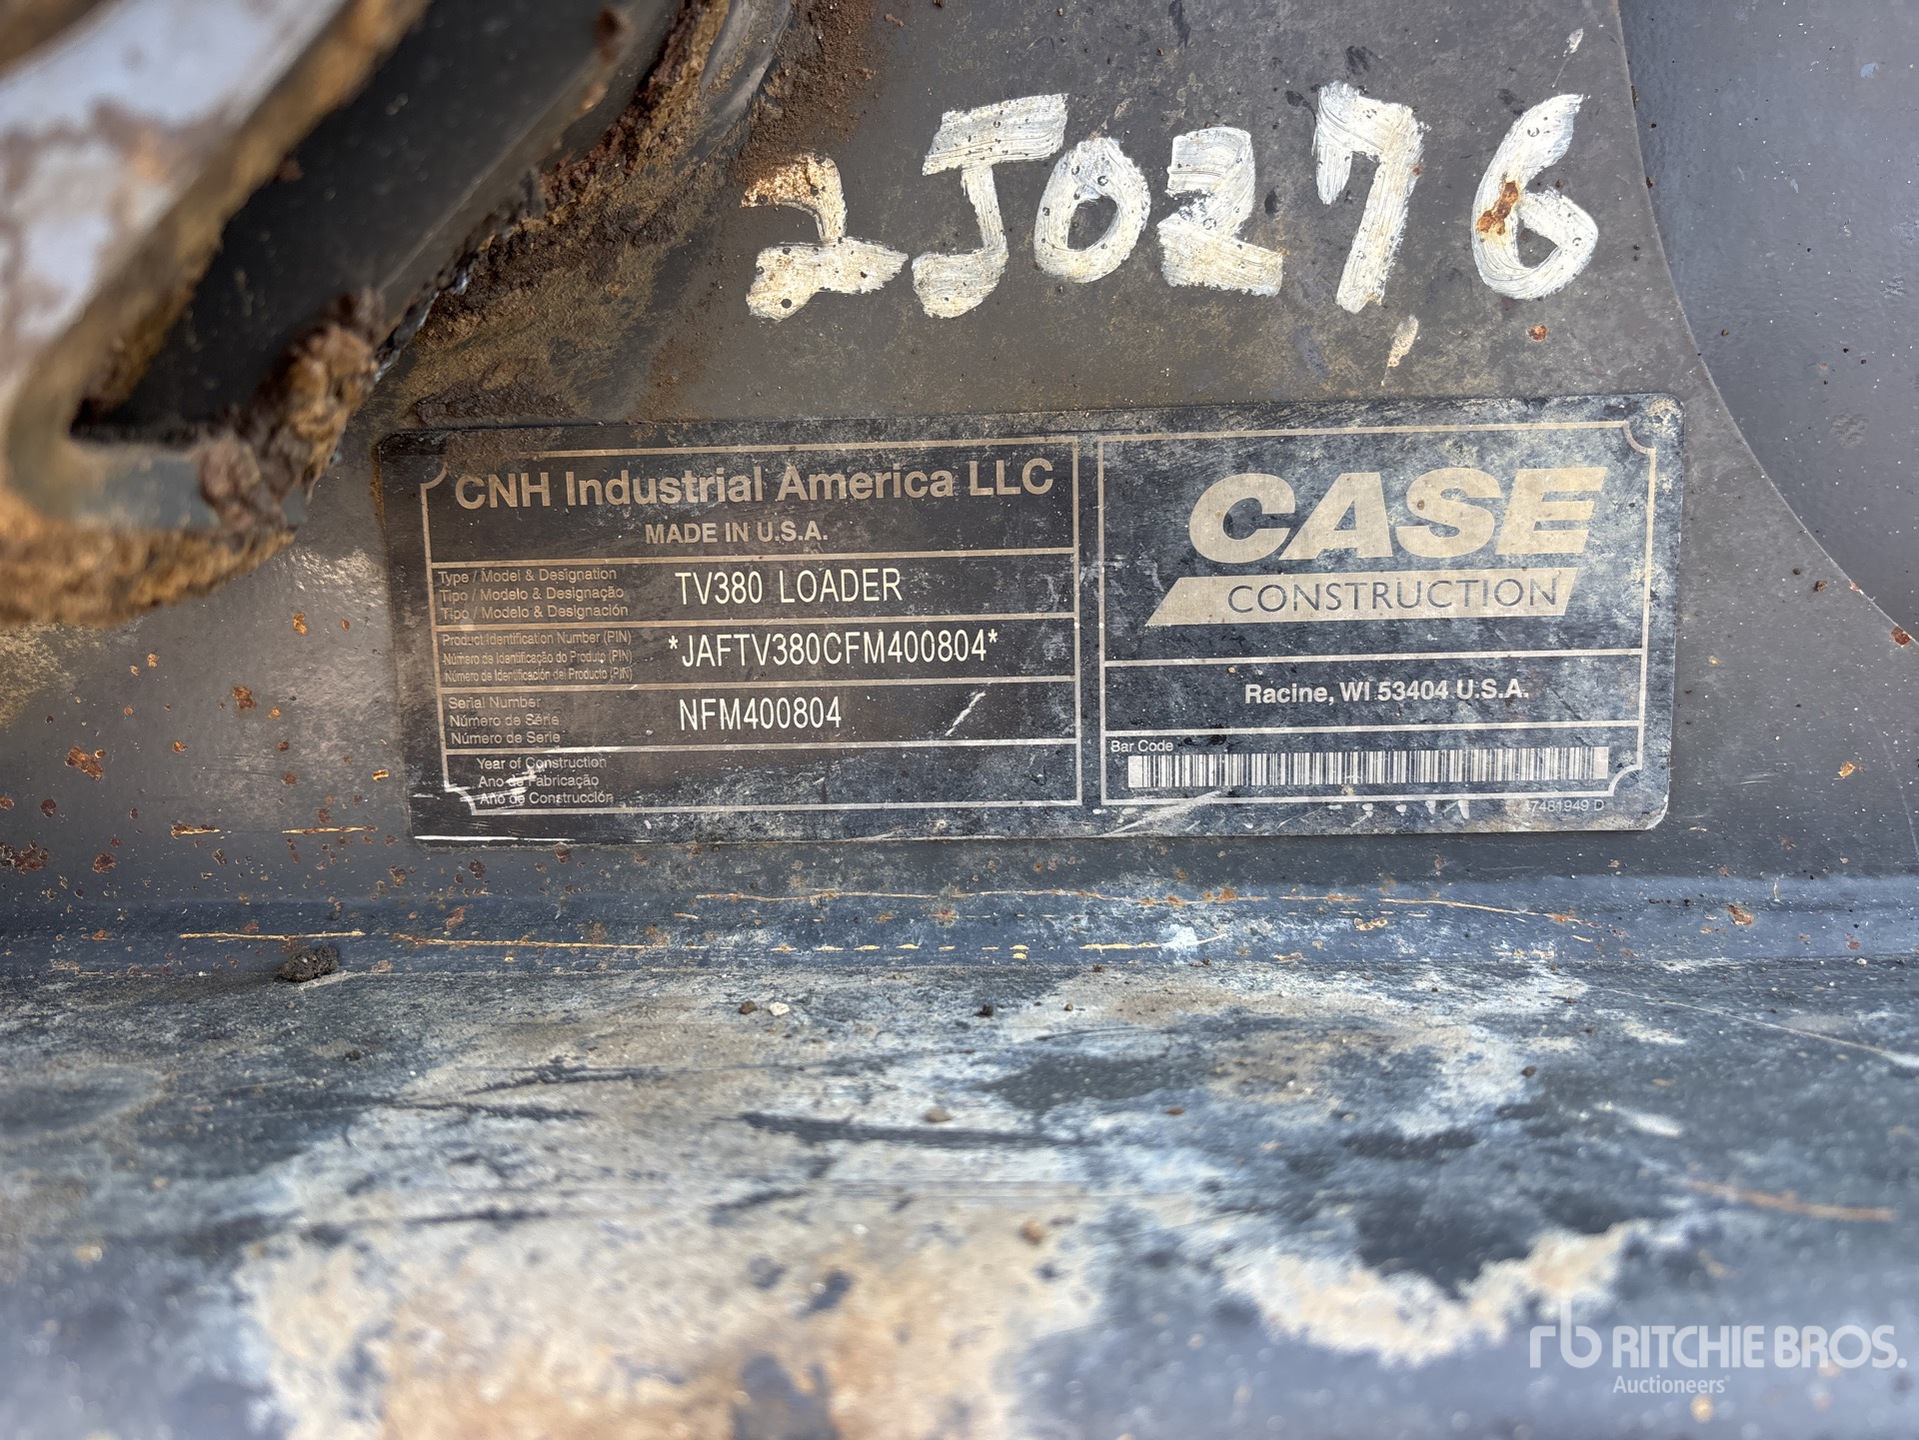 2J0276
CNH Industrial America LLC
MADE IN U.S.A.
Type / Model & Designation
Tipo / Modelo & Designação
Tipo / Modelo & Designación
TV380 LOADER
Product Identification Number (PIN)
Número de Identificação do Produto (PIN)
Número de Identificación del Producto (PIN)
*JAFTV380CFM400804*
Serial Number
Número de Série
Número de Serie
NFM400804
Year of Construction
Ano de Fabricação
Año de Construcción
CASE
CONSTRUCTION
Racine, WI 53404 U.S.A.
Bar Code
47481949 D
rb RITCHIE BROS.
Auctioneers